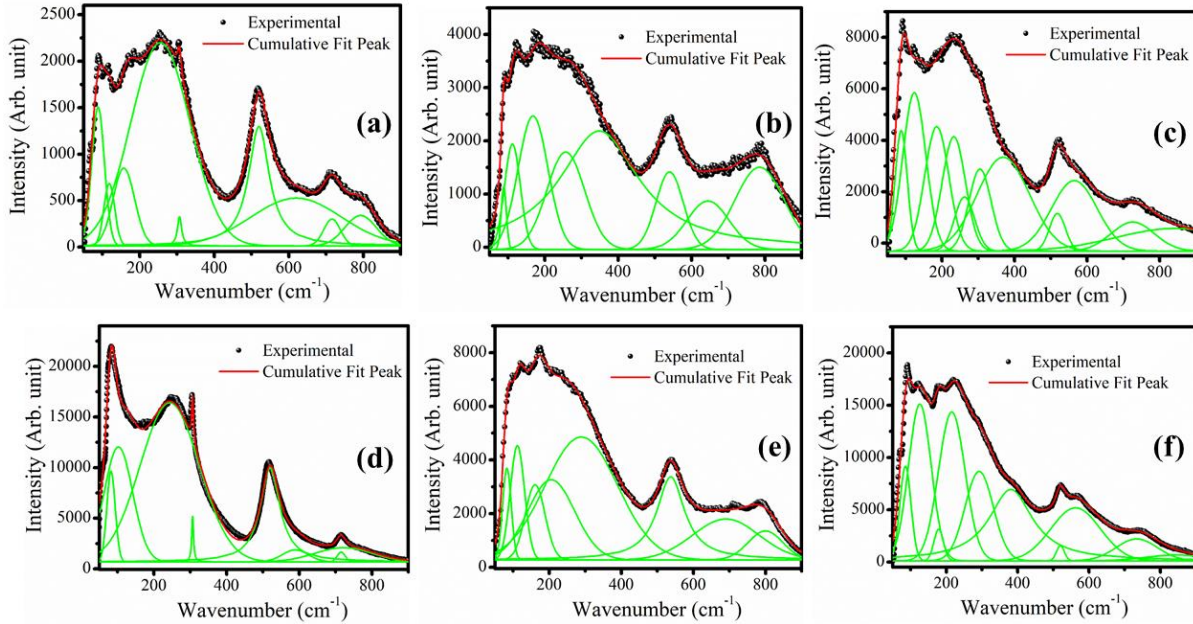 2500
2000
1500
1000
500
0
200 400 600 800
Intensity (Arb. unit)
Wavenumber (cm⁻¹)
Experimental
Cumulative Fit Peak
(a)
4000
3000
2000
1000
0
200 400 600 800
Intensity (Arb. unit)
Wavenumber (cm⁻¹)
Experimental
Cumulative Fit Peak
(b)
8000
6000
4000
2000
0
200 400 600 800
Intensity (Arb. unit)
Wavenumber (cm⁻¹)
Experimental
Cumulative Fit Peak
(c)
20000
15000
10000
5000
0
200 400 600 800
Intensity (Arb. unit)
Wavenumber (cm⁻¹)
Experimental
Cumulative Fit Peak
(d)
8000
6000
4000
2000
0
200 400 600 800
Intensity (Arb. unit)
Wavenumber (cm⁻¹)
Experimental
Cumulative Fit Peak
(e)
20000
15000
10000
5000
0
200 400 600 800
Intensity (Arb. unit)
Wavenumber (cm⁻¹)
Experimental
Cumulative Fit Peak
(f)